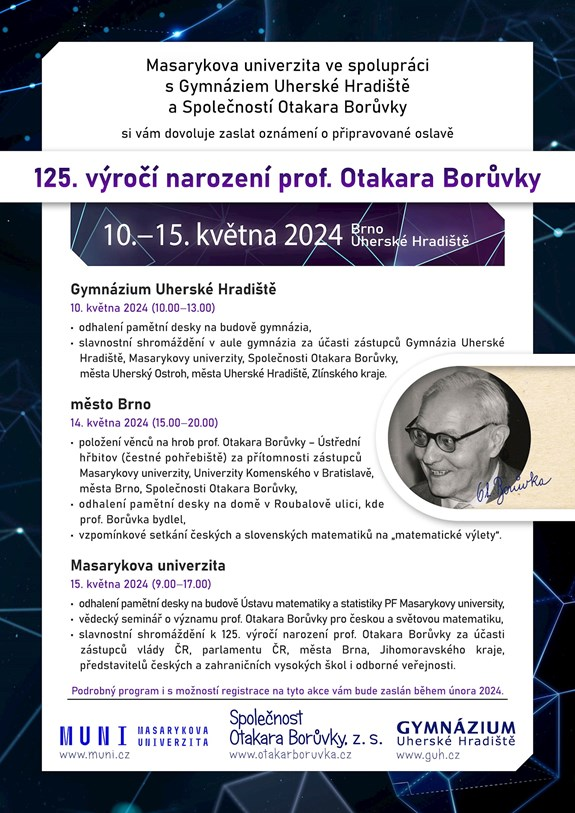 Masarykova univerzita ve spolupráci
s Gymnáziem Uherské Hradiště
a Společností Otakara Borůvky
si vám dovoluje zaslat oznámení o připravované oslavě
125. výročí narození prof. Otakara Borůvky
10.–15. května 2024 Brno
Uherské Hradiště
Gymnázium Uherské Hradiště
10. května 2024 (10.00–13.00)
• odhalení pamětní desky na budově gymnázia,
• slavnostní shromáždění v aule gymnázia za účasti zástupců Gymnázia Uherské
Hradiště, Masarykovy univerzity, Společnosti Otakara Borůvky,
města Uherský Ostroh, města Uherské Hradiště, Zlínského kraje.
město Brno
14. května 2024 (15.00–20.00)
• položení věnců na hrob prof. Otakara Borůvky – Ústřední
hřbitov (čestné pohřebiště) za přítomnosti zástupců
Masarykovy univerzity, Univerzity Komenského v Bratislavě,
města Brno, Společnosti Otakara Borůvky,
• odhalení pamětní desky na domě v Roubalově ulici, kde
prof. Borůvka bydlel,
• vzpomínkové setkání českých a slovenských matematiků na „matematické výlety“.
Ot. Borůvka
Masarykova univerzita
15. května 2024 (9.00–17.00)
• odhalení pamětní desky na budově Ústavu matematiky a statistiky PF Masarykovy university,
• vědecký seminář o významu prof. Otakara Borůvky pro českou a světovou matematiku,
• slavnostní shromáždění k 125. výročí narození prof. Otakara Borůvky za účasti
zástupců vlády ČR, parlamentu ČR, města Brna, Jihomoravského kraje,
představitelů českých a zahraničních vysokých škol i odborné veřejnosti.
Podrobný program i s možností registrace na tyto akce vám bude zaslán během února 2024.
MUNI MASARYKOVA
UNIVERZITA
www.muni.cz
Společnost
Otakara Borůvky, z. s.
www.otakarboruvka.cz
GYMNÁZIUM
Uherské Hradiště
www.guh.cz